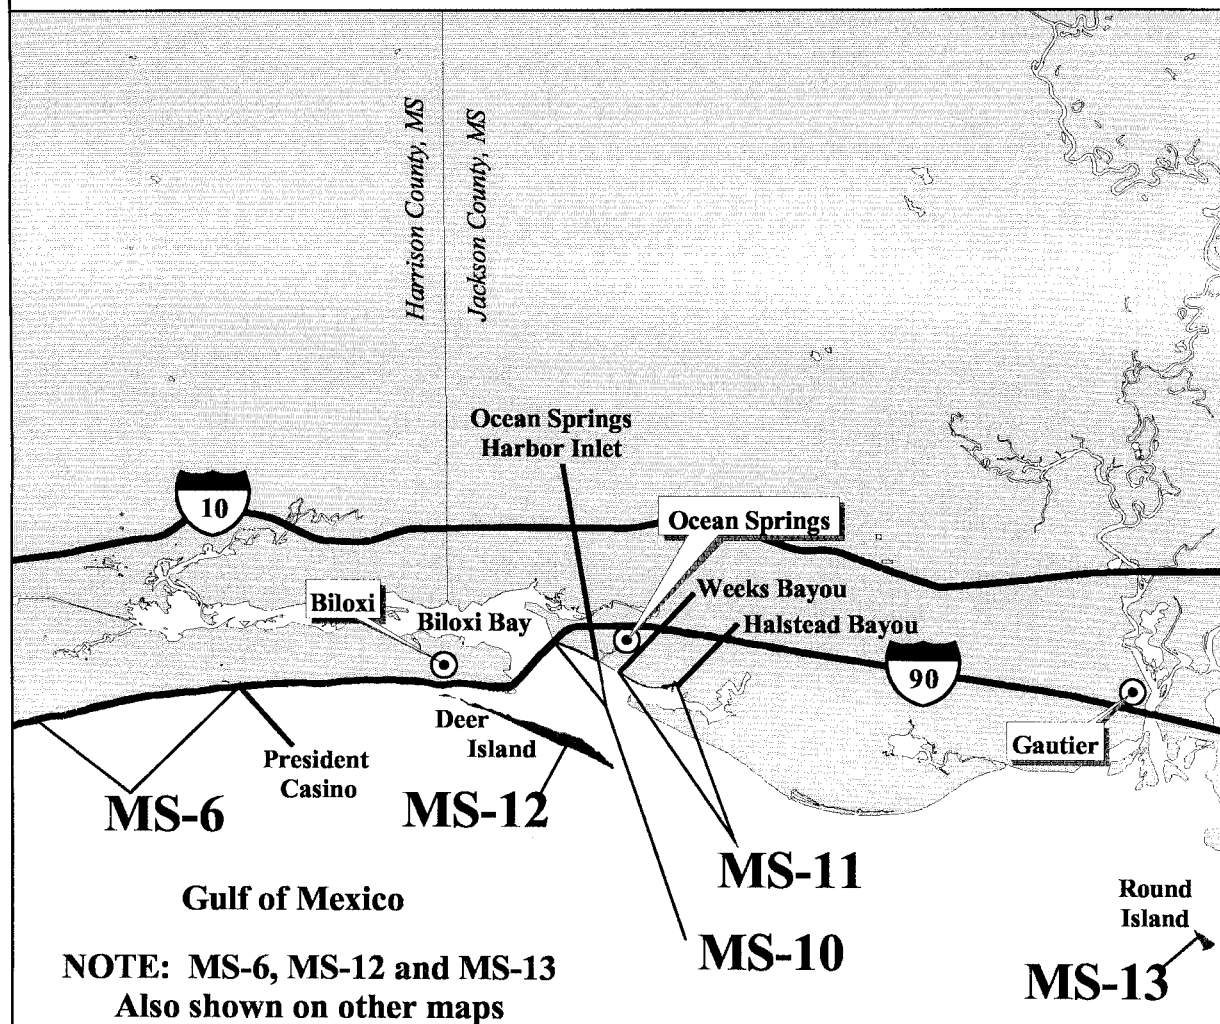 Harrison County, MS
Jackson County, MS
Ocean Springs
Harbor Inlet
10
Ocean Springs
Weeks Bayou
Biloxi
Biloxi Bay
Halstead Bayou
90
Deer
Island
Gautier
President
Casino
MS-6
MS-12
MS-11
Gulf of Mexico
Round
Island
MS-10
NOTE: MS-6, MS-12 and MS-13
Also shown on other maps
MS-13